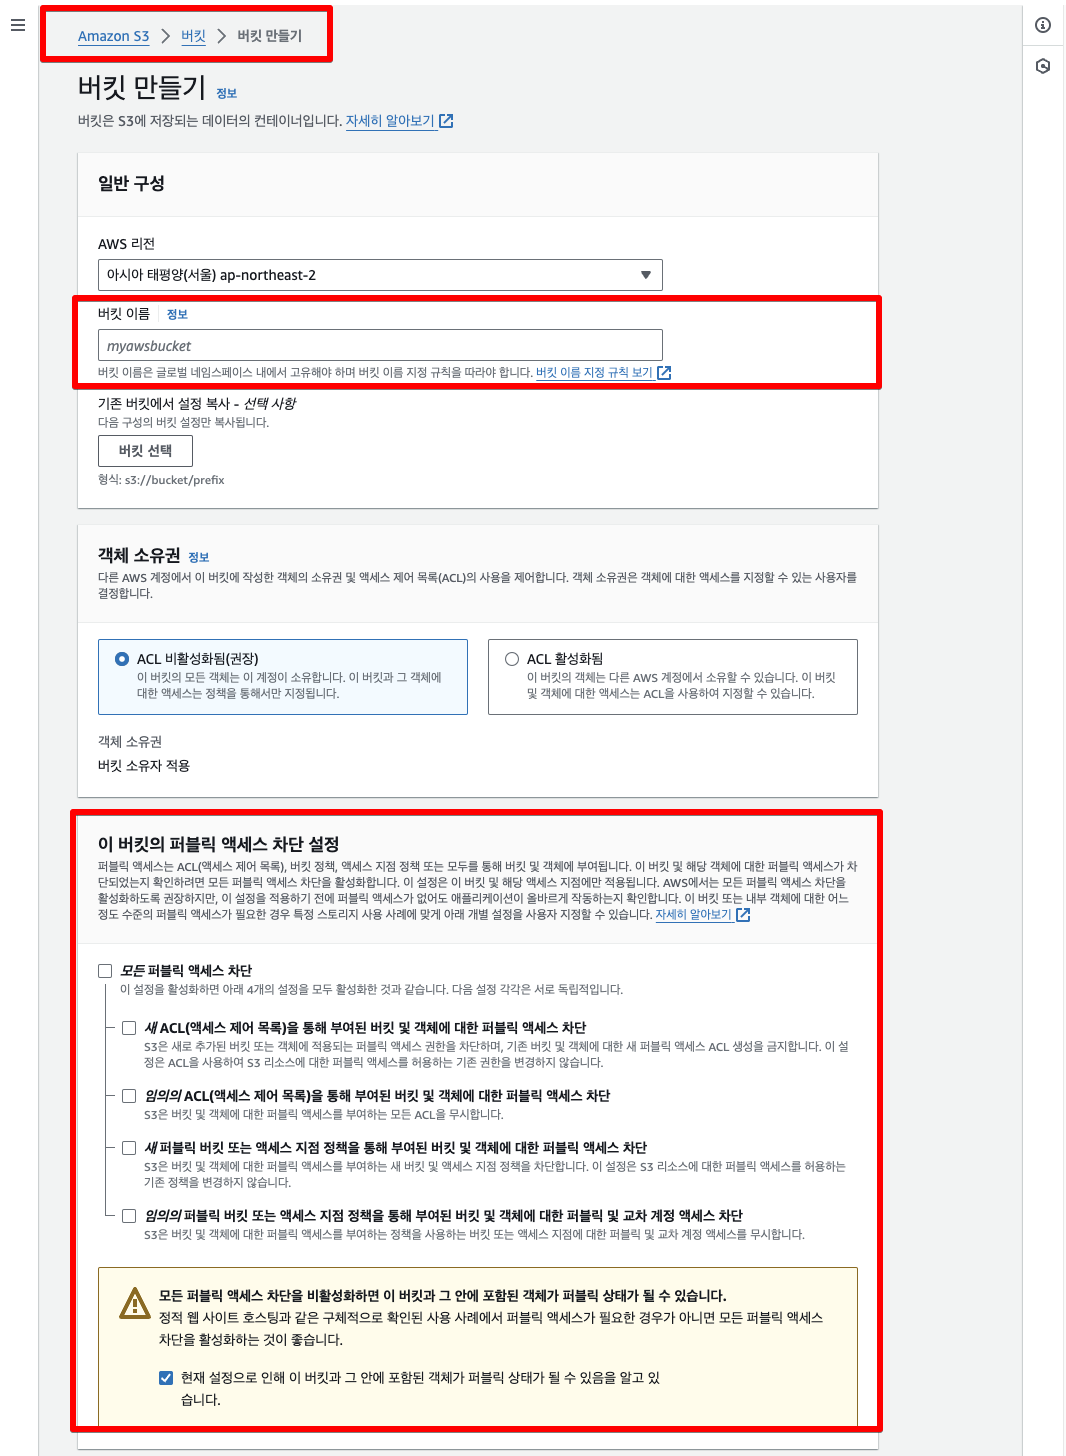 Amazon S3 > 버킷 > 버킷 만들기
버킷 만들기 정보
버킷은 S3에 저장되는 데이터의 컨테이너입니다. 자세히 알아보기
일반 구성
AWS 리전
아시아 태평양(서울) ap-northeast-2
버킷 이름 정보
myawsbucket
버킷 이름은 글로벌 네임스페이스 내에서 고유해야 하며 버킷 이름 지정 규칙을 따라야 합니다. 버킷 이름 지정 규칙 보기
기존 버킷에서 설정 복사 - 선택 사항
다음 구성의 버킷 설정만 복사됩니다.
버킷 선택
형식: s3://bucket/prefix
객체 소유권 정보
다른 AWS 계정에서 이 버킷에 작성한 객체의 소유권 및 액세스 제어 목록(ACL)의 사용을 제어합니다. 객체 소유권은 객체에 대한 액세스를 지정할 수 있는 사용자를
결정합니다.
ACL 비활성화됨(권장)
이 버킷의 모든 객체는 이 계정이 소유합니다. 이 버킷과 그 객체에
대한 액세스는 정책을 통해서만 지정됩니다.
ACL 활성화됨
이 버킷의 객체는 다른 AWS 계정에서 소유할 수 있습니다. 이 버킷
및 객체에 대한 액세스는 ACL을 사용하여 지정할 수 있습니다.
객체 소유권
버킷 소유자 적용
이 버킷의 퍼블릭 액세스 차단 설정
퍼블릭 액세스는 ACL(액세스 제어 목록), 버킷 정책, 액세스 지점 정책 또는 모두를 통해 버킷 및 객체에 부여됩니다. 이 버킷 및 해당 객체에 대한 퍼블릭 액세스가 차
단되었는지 확인하려면 모든 퍼블릭 액세스 차단을 활성화합니다. 이 설정은 이 버킷 및 해당 액세스 지점에만 적용됩니다. AWS에서는 모든 퍼블릭 액세스 차단을
활성화하도록 권장하지만, 이 설정을 적용하기 전에 퍼블릭 액세스가 없어도 애플리케이션이 올바르게 작동하는지 확인합니다. 이 버킷 또는 내부 객체에 대한 어느
정도 수준의 퍼블릭 액세스가 필요한 경우 특정 스토리지 사용 사례에 맞게 아래 개별 설정을 사용자 지정할 수 있습니다. 자세히 알아보기
모든 퍼블릭 액세스 차단
이 설정을 활성화하면 아래 4개의 설정을 모두 활성화한 것과 같습니다. 다음 설정 각각은 서로 독립적입니다.
새 ACL(액세스 제어 목록)을 통해 부여된 버킷 및 객체에 대한 퍼블릭 액세스 차단
S3은 새로 추가된 버킷 또는 객체에 적용되는 퍼블릭 액세스 권한을 차단하며, 기존 버킷 및 객체에 대한 새 퍼블릭 액세스 ACL 생성을 금지합니다. 이 설
정은 ACL을 사용하여 S3 리소스에 대한 퍼블릭 액세스를 허용하는 기존 권한을 변경하지 않습니다.
임의의 ACL(액세스 제어 목록)을 통해 부여된 버킷 및 객체에 대한 퍼블릭 액세스 차단
S3은 버킷 및 객체에 대한 퍼블릭 액세스를 부여하는 모든 ACL을 무시합니다.
새 퍼블릭 버킷 또는 액세스 지점 정책을 통해 부여된 버킷 및 객체에 대한 퍼블릭 액세스 차단
S3은 버킷 및 객체에 대한 퍼블릭 액세스를 부여하는 새 버킷 및 액세스 지점 정책을 차단합니다. 이 설정은 S3 리소스에 대한 퍼블릭 액세스를 허용하는
기존 정책을 변경하지 않습니다.
임의의 퍼블릭 버킷 또는 액세스 지점 정책을 통해 부여된 버킷 및 객체에 대한 퍼블릭 및 교차 계정 액세스 차단
S3은 버킷 및 객체에 대한 퍼블릭 액세스를 부여하는 정책을 사용하는 버킷 또는 액세스 지점에 대한 퍼블릭 및 교차 계정 액세스를 무시합니다.
모든 퍼블릭 액세스 차단을 비활성화하면 이 버킷과 그 안에 포함된 객체가 퍼블릭 상태가 될 수 있습니다.
정적 웹 사이트 호스팅과 같은 구체적으로 확인된 사용 사례에서 퍼블릭 액세스가 필요한 경우가 아니면 모든 퍼블릭 액세스
차단을 활성화하는 것이 좋습니다.
현재 설정으로 인해 이 버킷과 그 안에 포함된 객체가 퍼블릭 상태가 될 수 있음을 알고 있
습니다.